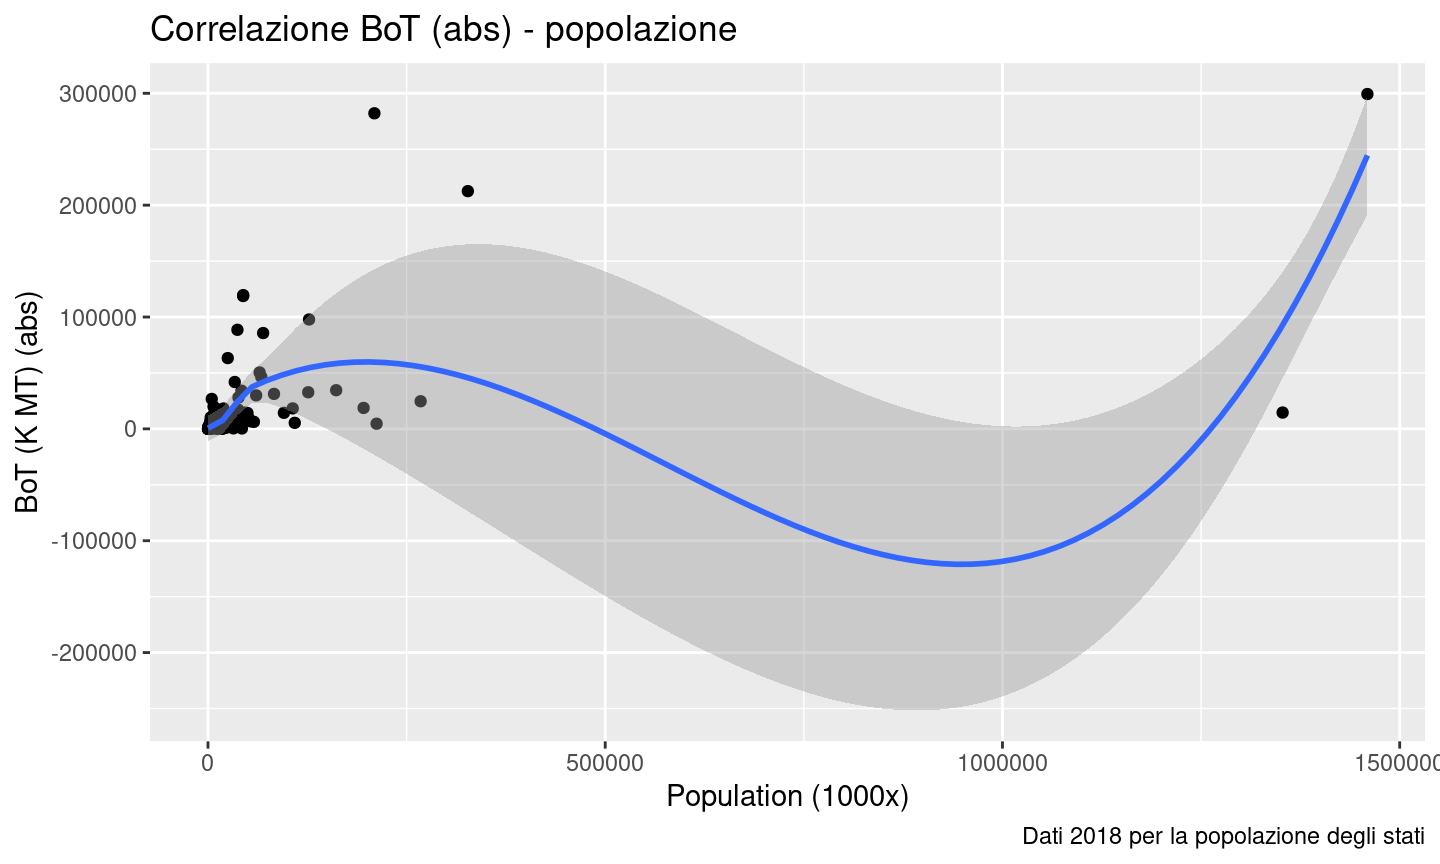 Correlazione BoT (abs) - popolazione
300000
200000
100000
0
-100000
-200000
BoT (K MT) (abs)
0
500000
1000000
1500000
Population (1000x)
Dati 2018 per la popolazione degli stati